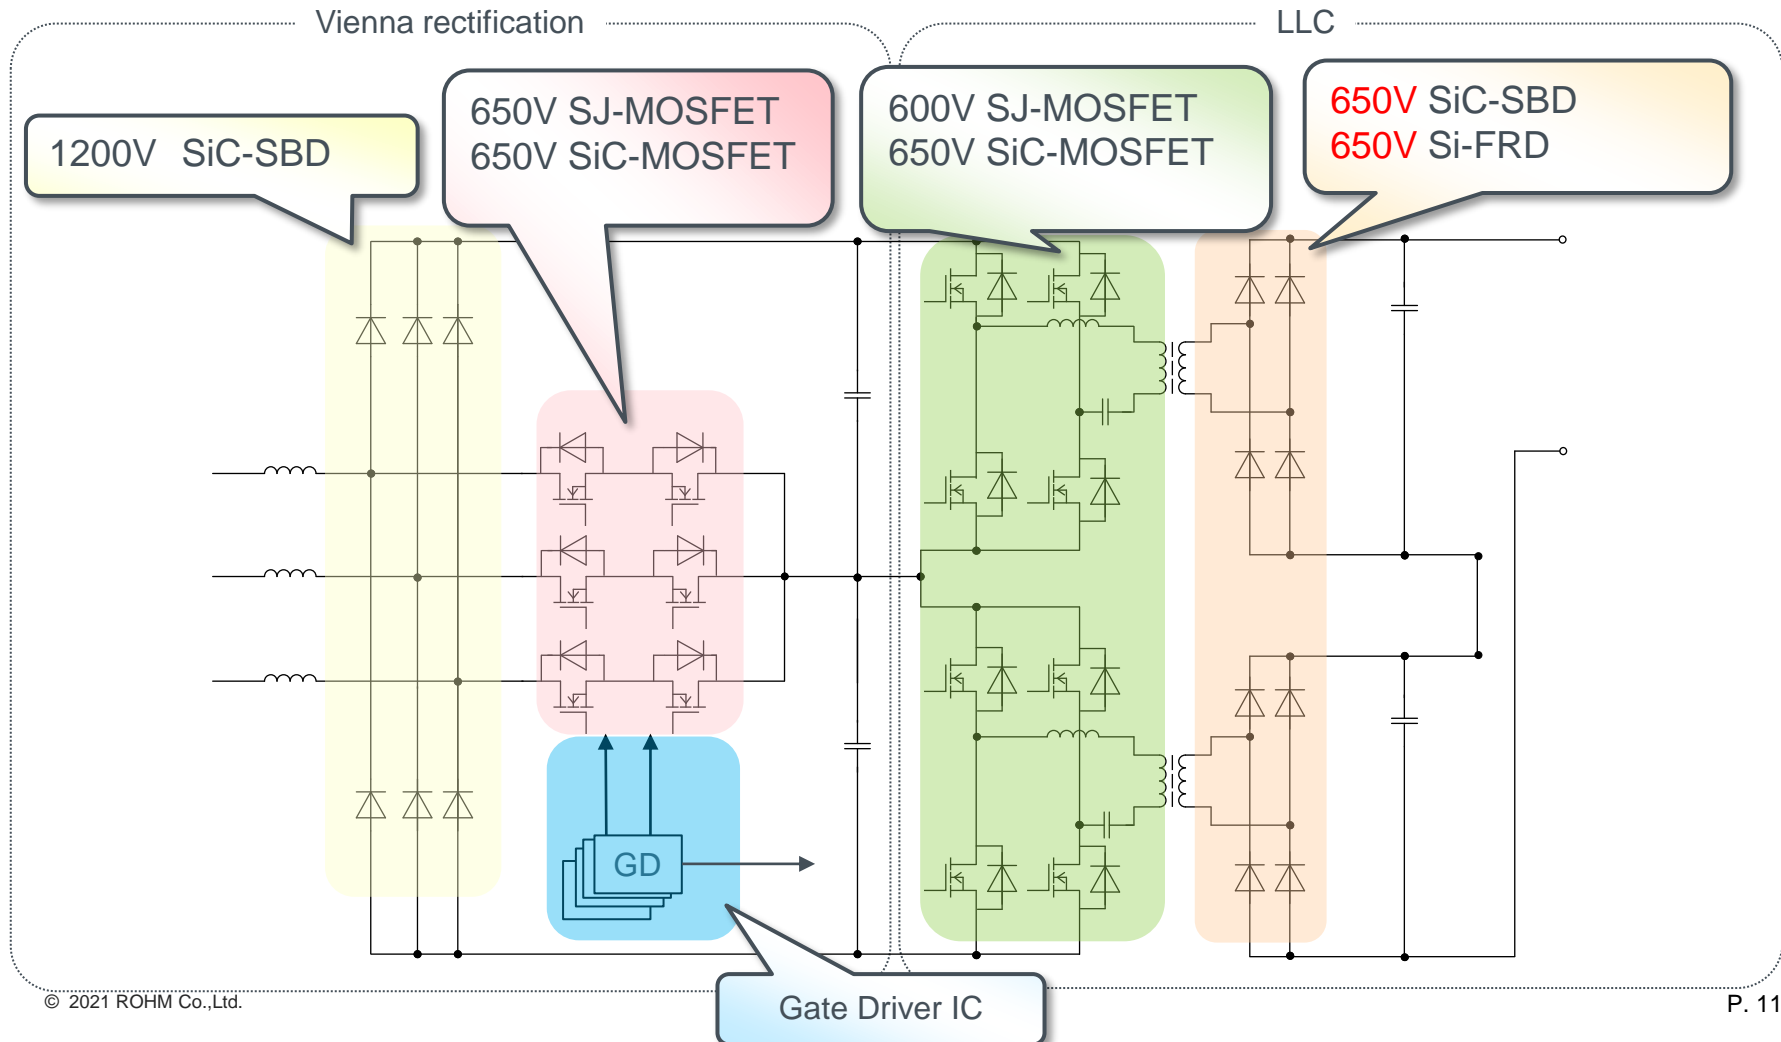 Vienna rectification
LLC
1200V SiC-SBD
650V SJ-MOSFET
650V SiC-MOSFET
600V SJ-MOSFET
650V SiC-MOSFET
650V SiC-SBD
650V Si-FRD
GD
Gate Driver IC
© 2021 ROHM Co.,Ltd.
P. 11